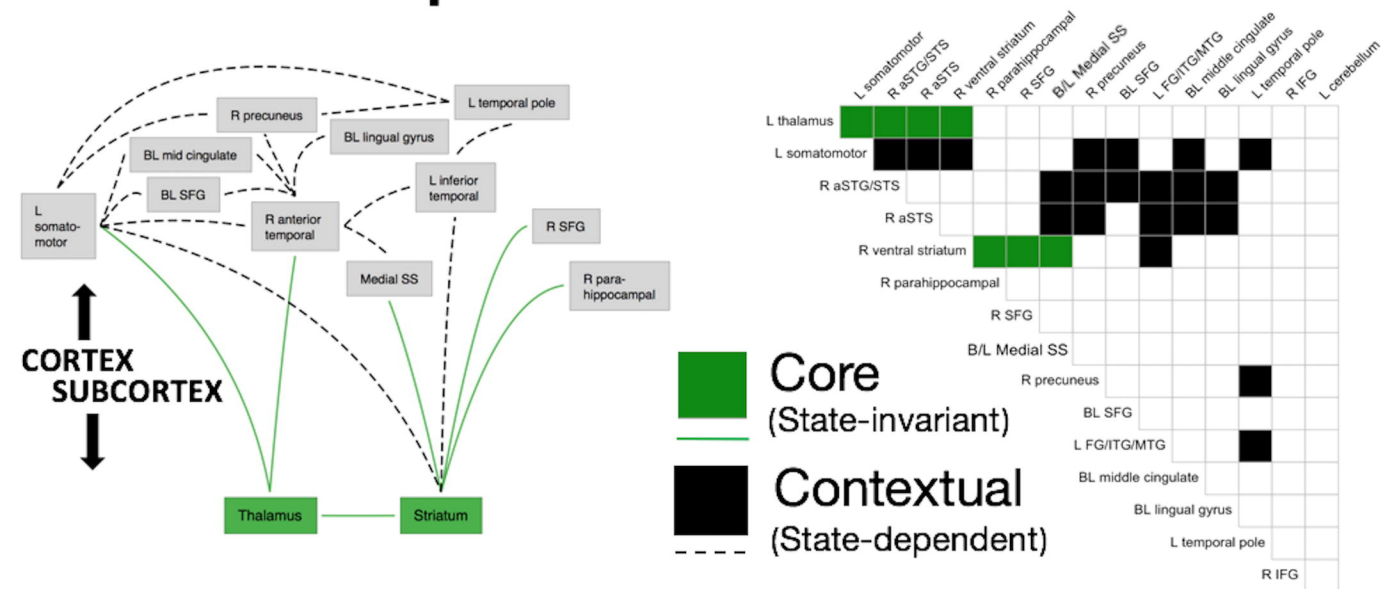 R precuneus
L temporal pole
BL lingual gyrus
BL mid cingulate
BL SFG
L inferior
temporal
L
somato-
motor
R anterior
temporal
R SFG
Medial SS
R para-
hippocampal
CORTEX
SUBCORTEX
Thalamus
Striatum
L somatomotor
R aSTG/STS
R aSTS
R ventral striatum
R parahippocampal
R SFG
B/L Medial SS
R precuneus
BL SFG
L FG/ITG/MTG
BL middle cingulate
BL lingual gyrus
L temporal pole
R IFG
L cerebellum
L thalamus
L somatomotor
R aSTG/STS
R aSTS
R ventral striatum
R parahippocampal
R SFG
B/L Medial SS
R precuneus
BL SFG
L FG/ITG/MTG
BL middle cingulate
BL lingual gyrus
L temporal pole
R IFG
Core
(State-invariant)
Contextual
(State-dependent)